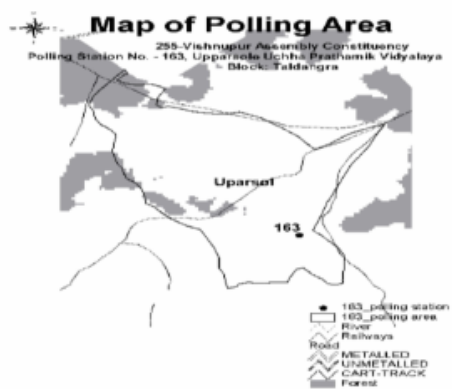 Map of Polling Area
255-Vishnupur Assembly Constituency
Polling Station No. - 163, Upparsole Uchha Prathamik Vidyalaya
Block: Taldangra
Uparsol
163
163_polling station
163_polling area
River
Railways
Road
METALLED
UNMETALLED
CART-TRACK
Forest